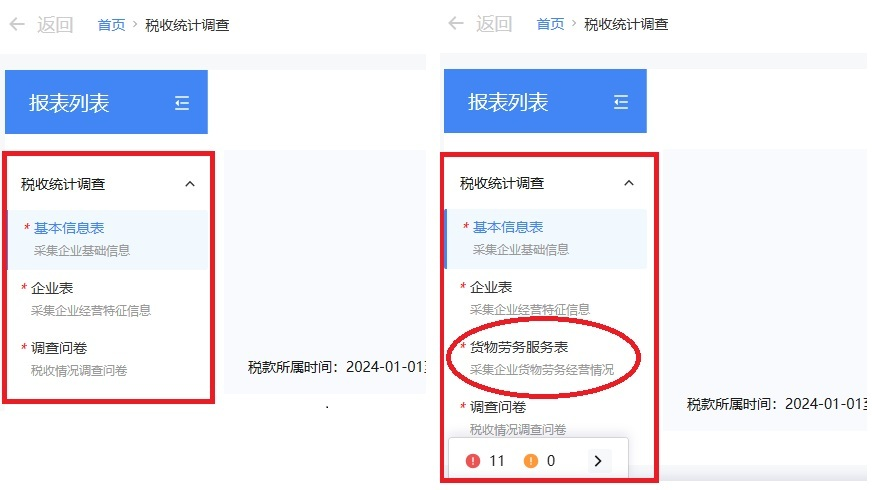 返回 首页 税收统计调查
报表列表
税收统计调查
* 基本信息表
采集企业基础信息
* 企业表
采集企业经营特征信息
* 调查问卷
税收情况调查问卷
税款所属时间：2024-01-01至
返回 首页 税收统计调查
报表列表
税收统计调查
* 基本信息表
采集企业基础信息
* 企业表
采集企业经营特征信息
* 货物劳务服务表
采集企业货物劳务经营情况
* 调查问卷
税收情况调查问卷
11 0
税款所属时间：2024-01-01至